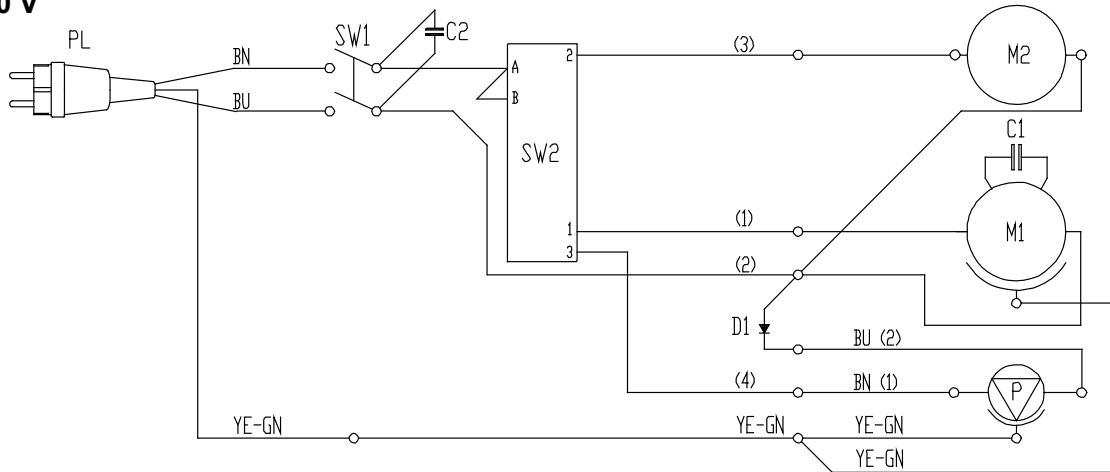 0 V
PL
BN
SW1
C2
A
2
(3)
M2
B
BU
C1
SW2
(1)
1
M1
3
(2)
D1
BU (2)
(4)
BN (1)
P
YE-GN
YE-GN
YE-GN
YE-GN